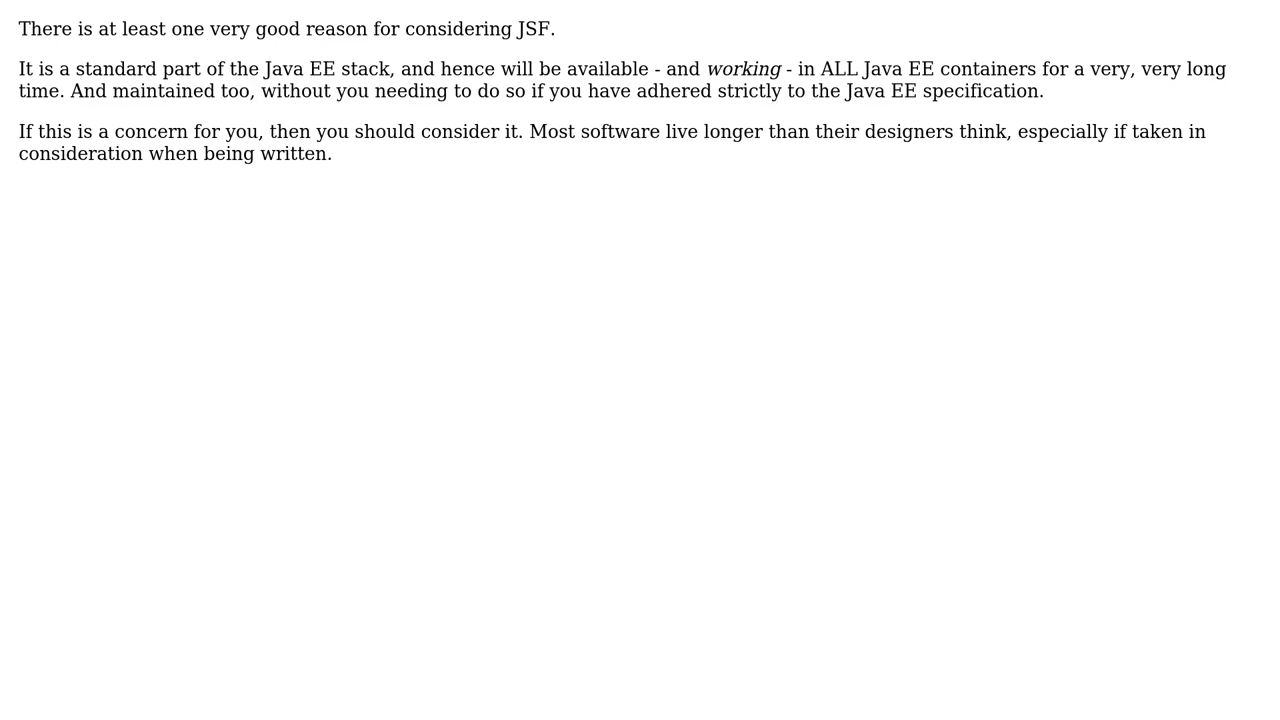 There is at least one very good reason for considering JSF.
It is a standard part of the Java EE stack, and hence will be available - and working - in ALL Java EE containers for a very, very long
time. And maintained too, without you needing to do so if you have adhered strictly to the Java EE specification.
If this is a concern for you, then you should consider it. Most software live longer than their designers think, especially if taken in
consideration when being written.